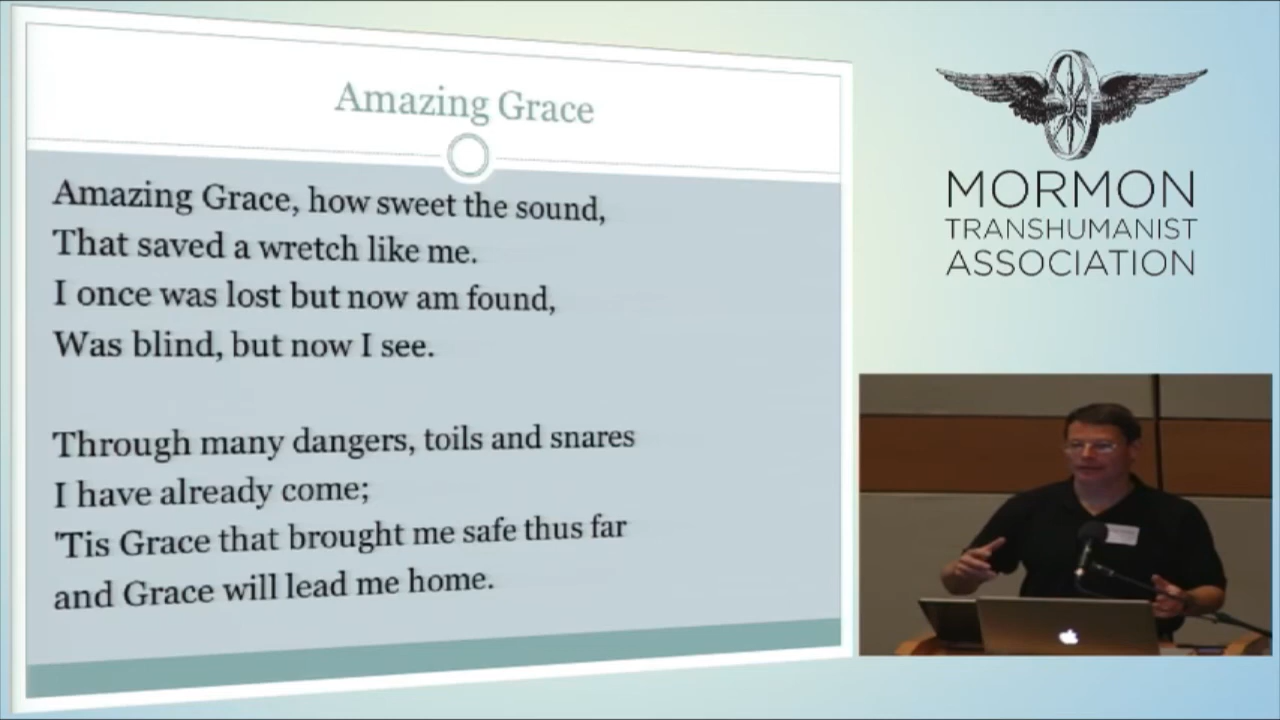 Amazing Grace
Amazing Grace, how sweet the sound,
That saved a wretch like me.
I once was lost but now am found,
Was blind, but now I see.
Through many dangers, toils and snares
I have already come;
'Tis Grace that brought me safe thus far
and Grace will lead me home.
MORMON
TRANSHUMANIST
ASSOCIATION